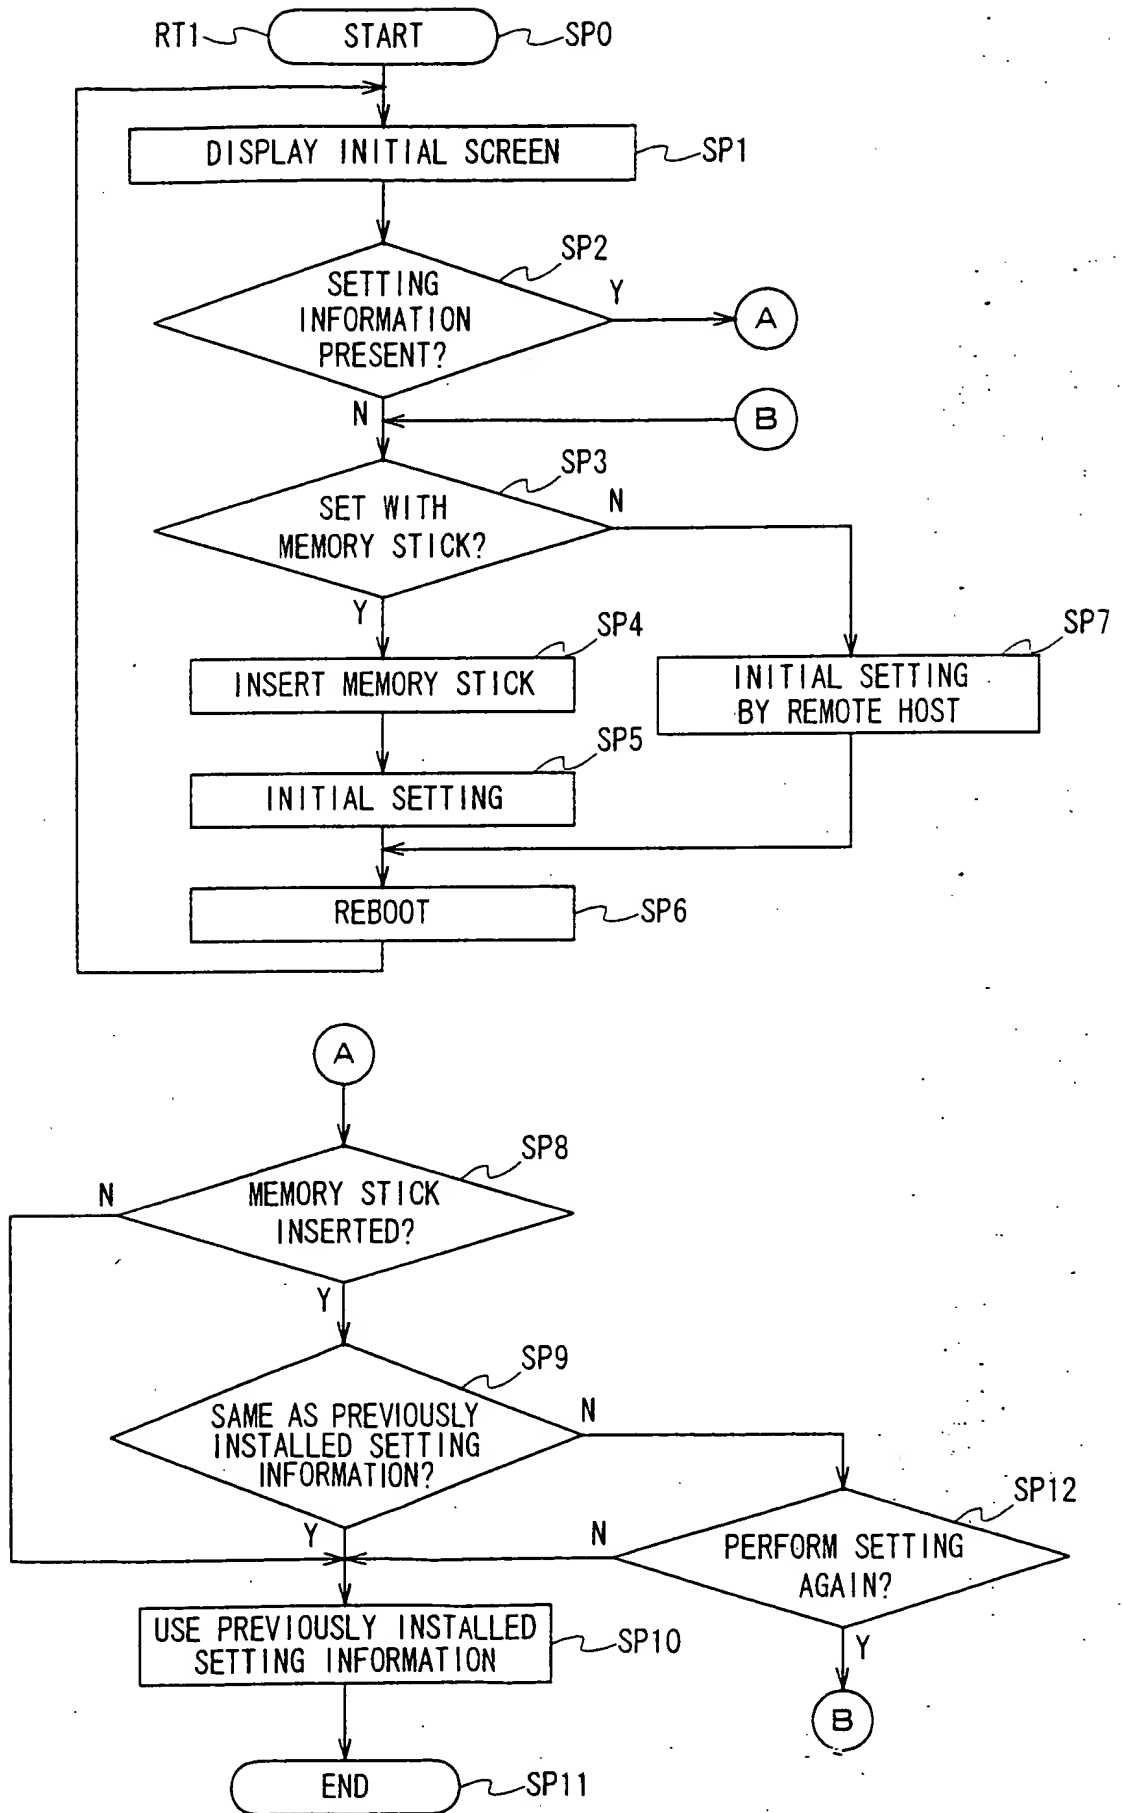 RT1
START
SP0
DISPLAY INITIAL SCREEN
SP1
SP2
SETTING
INFORMATION
PRESENT?
Y
A
N
B
SP3
SET WITH
MEMORY STICK?
N
Y
SP4
INSERT MEMORY STICK
SP7
INITIAL SETTING
BY REMOTE HOST
SP5
INITIAL SETTING
REBOOT
SP6
A
SP8
MEMORY STICK
INSERTED?
N
Y
SP9
SAME AS PREVIOUSLY
INSTALLED SETTING
INFORMATION?
N
Y
SP12
PERFORM SETTING
AGAIN?
N
Y
B
USE PREVIOUSLY INSTALLED
SETTING INFORMATION
SP10
END
SP11